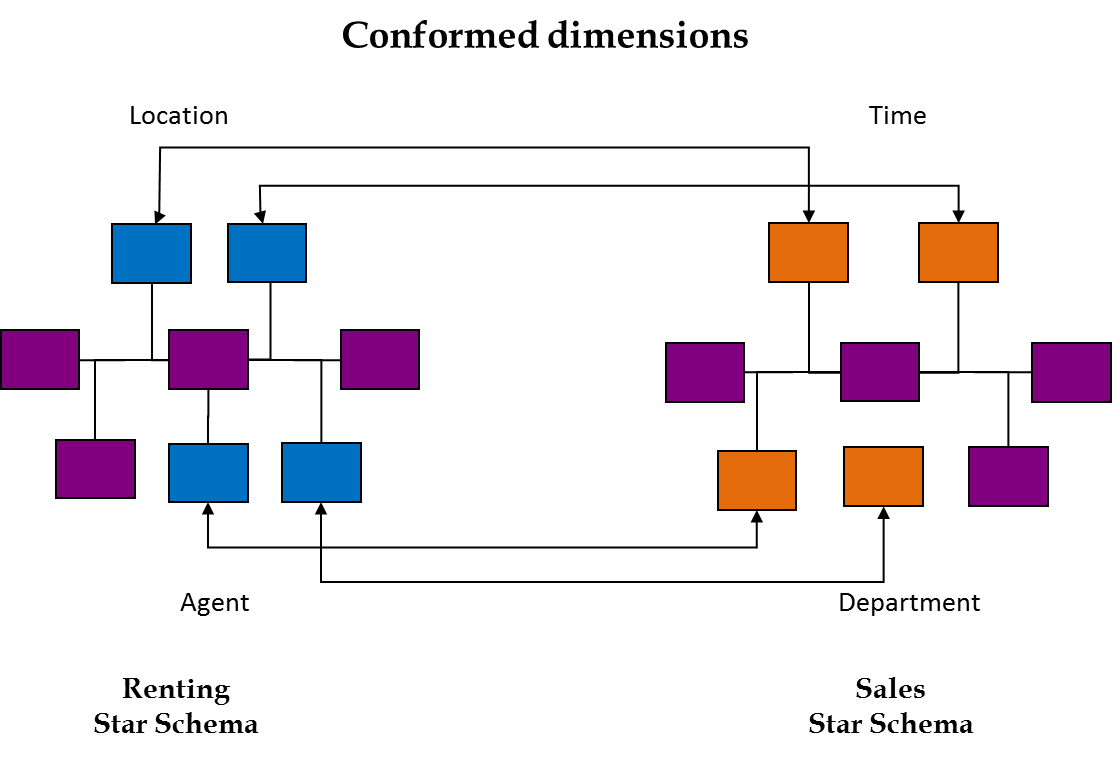 Conformed dimensions
Location
Time
Agent
Department
Renting
Star Schema
Sales
Star Schema